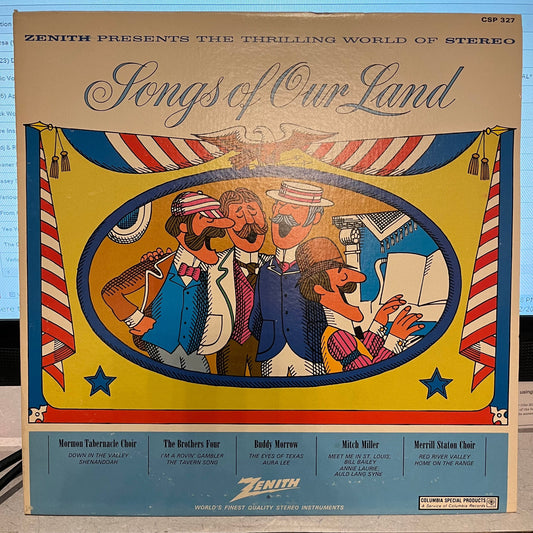 CSP 327
ZENITH PRESENTS THE THRILLING WORLD OF STEREO
Songs of Our Land
Mormon Tabernacle Choir
DOWN IN THE VALLEY
SHENANDOAH
The Brothers Four
I'M A ROVIN' GAMBLER
THE TAVERN SONG
Buddy Morrow
THE EYES OF TEXAS
AURA LEE
Mitch Miller
MEET ME IN ST. LOUIS,
BILL BAILEY
ANNIE LAURIE,
AULD LANG SYNE
Merrill Staton Choir
RED RIVER VALLEY
HOME ON THE RANGE
ZENITH
WORLD'S FINEST QUALITY STEREO INSTRUMENTS
COLUMBIA SPECIAL PRODUCTS
A Service of Columbia Records